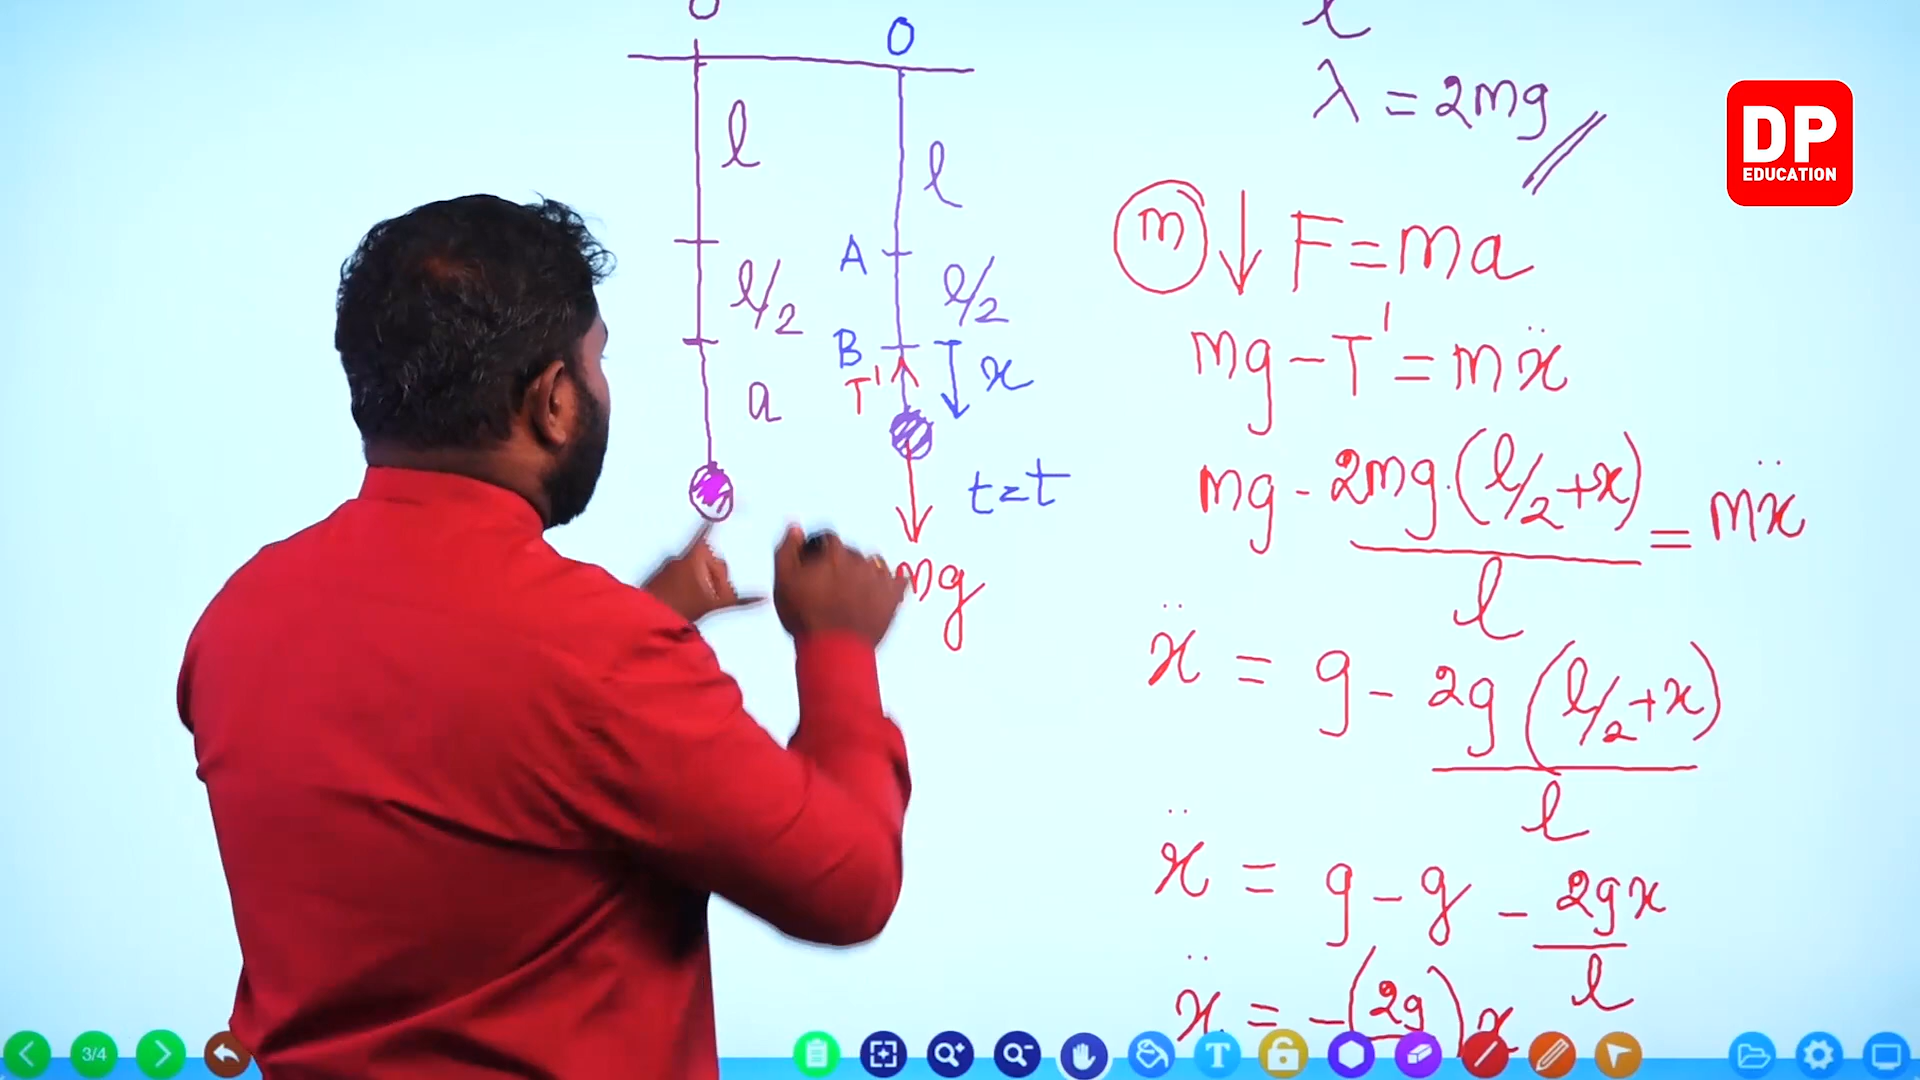 O
O
l
l
A
l/2
l/2
B
T'
x
a
t=t
mg
l
λ = 2mg
DP
EDUCATION
m ↓ F=ma
mg - T' = mẍ
mg - 2mg.(l/2+x)/l = mẍ
ẍ = g - 2g(l/2+x)/l
ẍ = g - g - 2gx/l
ẍ = -(2g)x
3/4
T